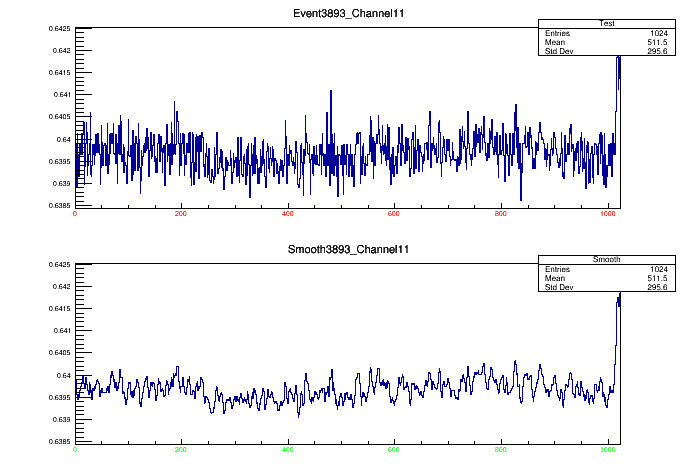 Event3893_Channel11
Test
Entries 1024
Mean 511.5
Std Dev 295.6
0.6425
0.642
0.6415
0.641
0.6405
0.64
0.6395
0.639
0.6385
0 200 400 600 800 1000
Smooth3893_Channel11
Smooth
Entries 1024
Mean 511.5
Std Dev 295.6
0.6425
0.642
0.6415
0.641
0.6405
0.64
0.6395
0.639
0.6385
0 200 400 600 800 1000